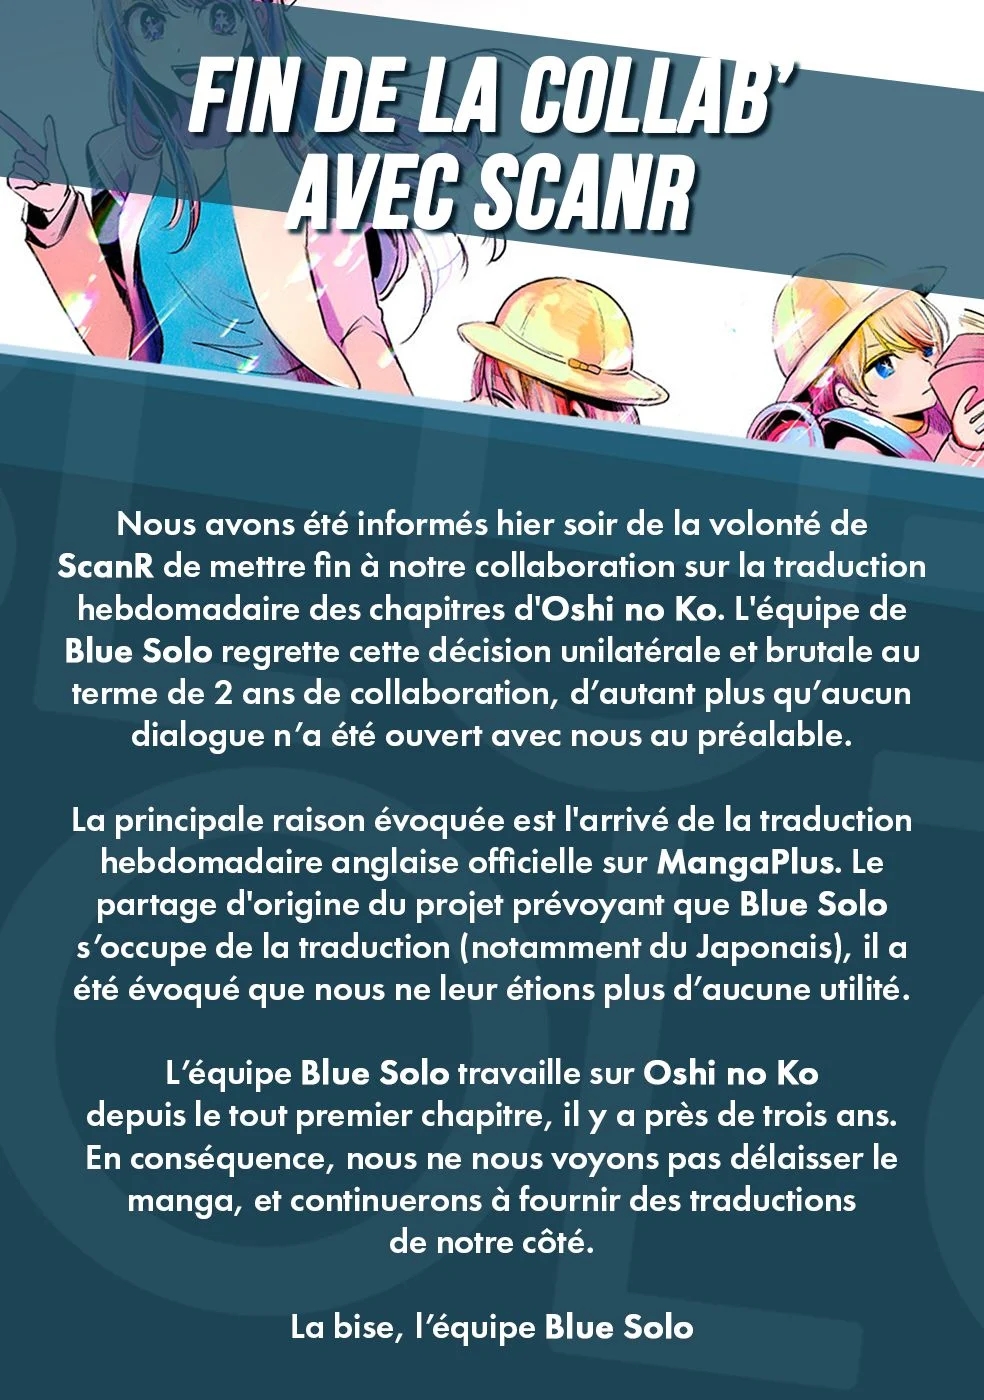 FIN DE LA COLLAB’
AVEC SCANR
Nous avons été informés hier soir de la volonté de
ScanR de mettre fin à notre collaboration sur la traduction
hebdomadaire des chapitres d'Oshi no Ko. L'équipe de
Blue Solo regrette cette décision unilatérale et brutale au
terme de 2 ans de collaboration, d’autant plus qu’aucun
dialogue n’a été ouvert avec nous au préalable.
La principale raison évoquée est l'arrivé de la traduction
hebdomadaire anglaise officielle sur MangaPlus. Le
partage d'origine du projet prévoyant que Blue Solo
s’occupe de la traduction (notamment du Japonais), il a
été évoqué que nous ne leur étions plus d’aucune utilité.
L’équipe Blue Solo travaille sur Oshi no Ko
depuis le tout premier chapitre, il y a près de trois ans.
En conséquence, nous ne nous voyons pas délaisser le
manga, et continuerons à fournir des traductions
de notre côté.
La bise, l’équipe Blue Solo